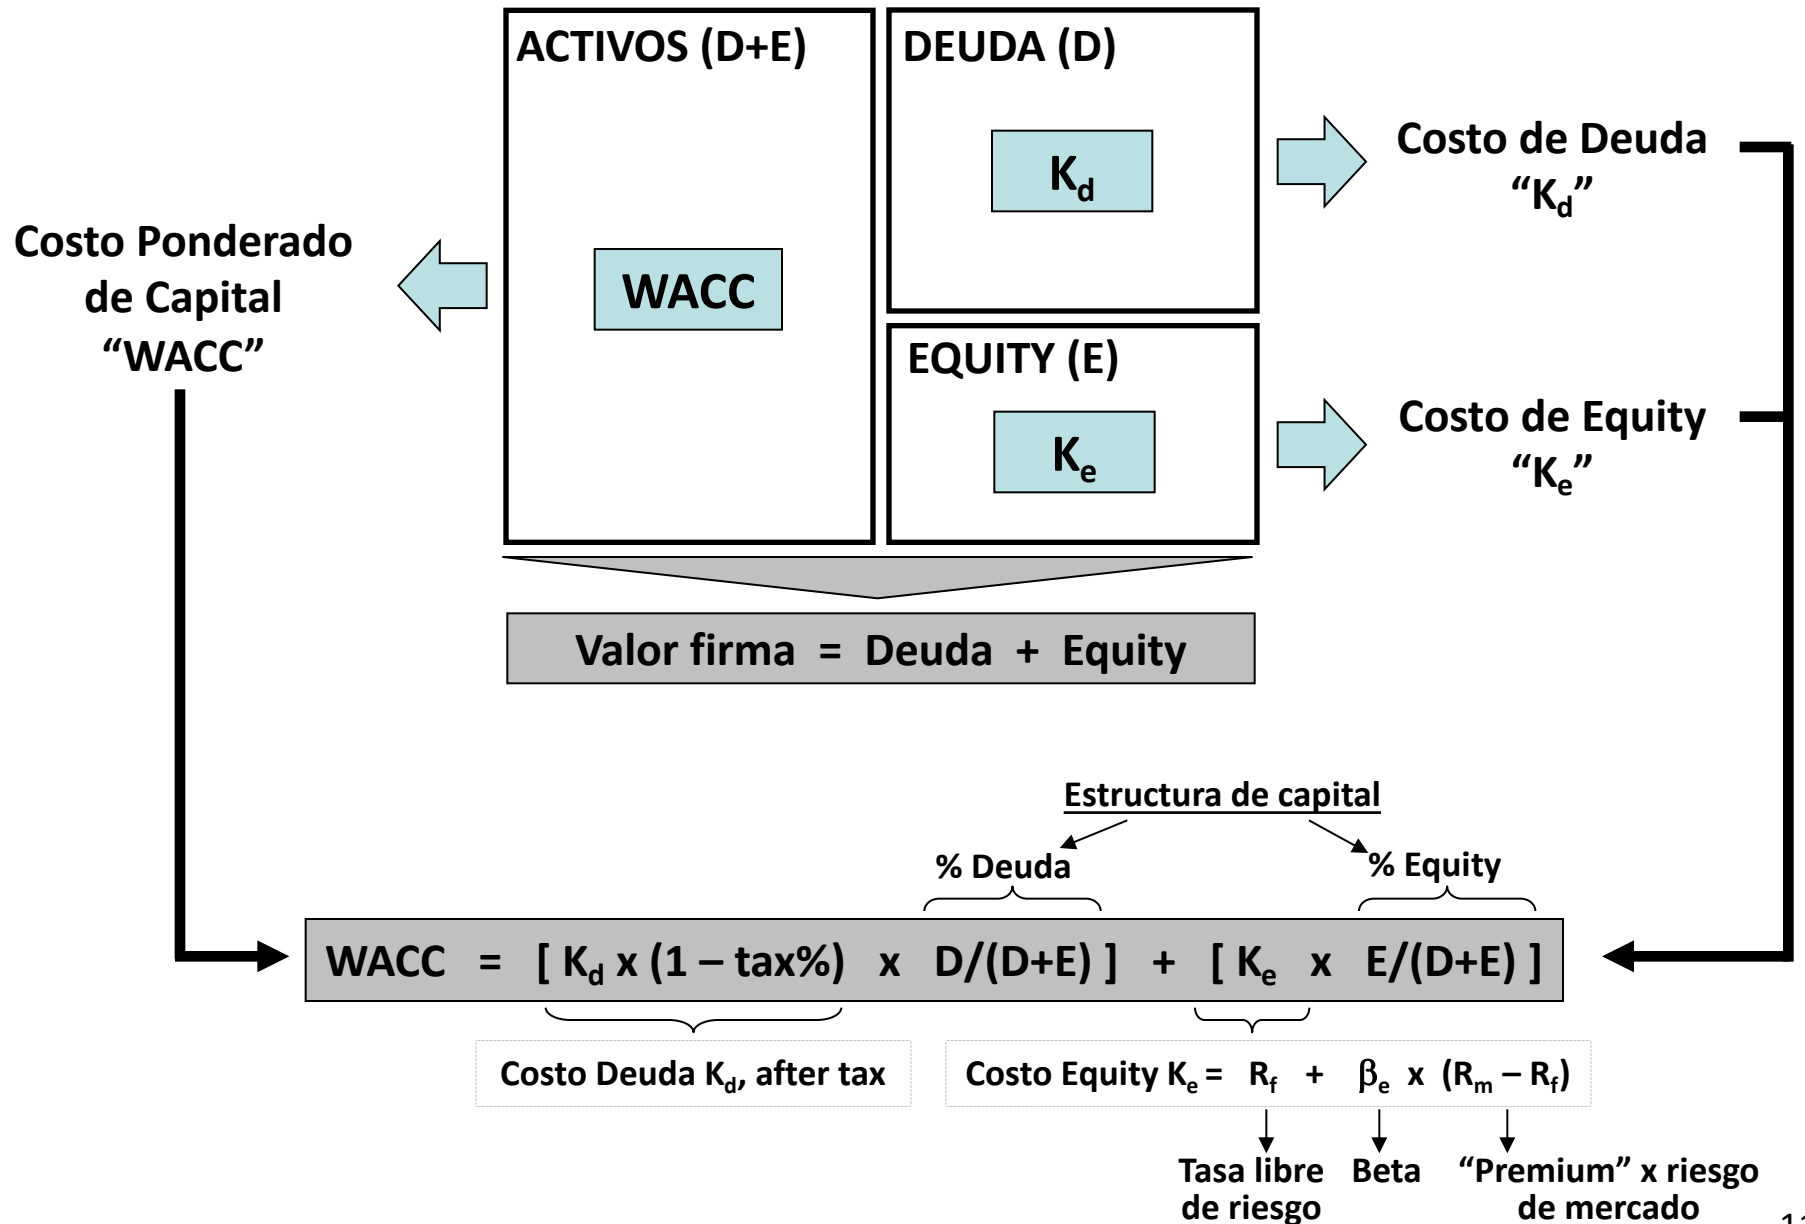 ACTIVOS (D+E)
DEUDA (D)
Kd
Costo de Deuda
“Kd”
Costo Ponderado
de Capital
“WACC”
WACC
EQUITY (E)
Ke
Costo de Equity
“Ke”
Valor firma = Deuda + Equity
Estructura de capital
% Deuda
% Equity
WACC = [ Kd x (1 – tax%) x D/(D+E) ] + [ Ke x E/(D+E) ]
Costo Deuda Kd, after tax
Costo Equity Ke = Rf + βe x (Rm – Rf)
Tasa libre
de riesgo
Beta
“Premium” x riesgo
de mercado